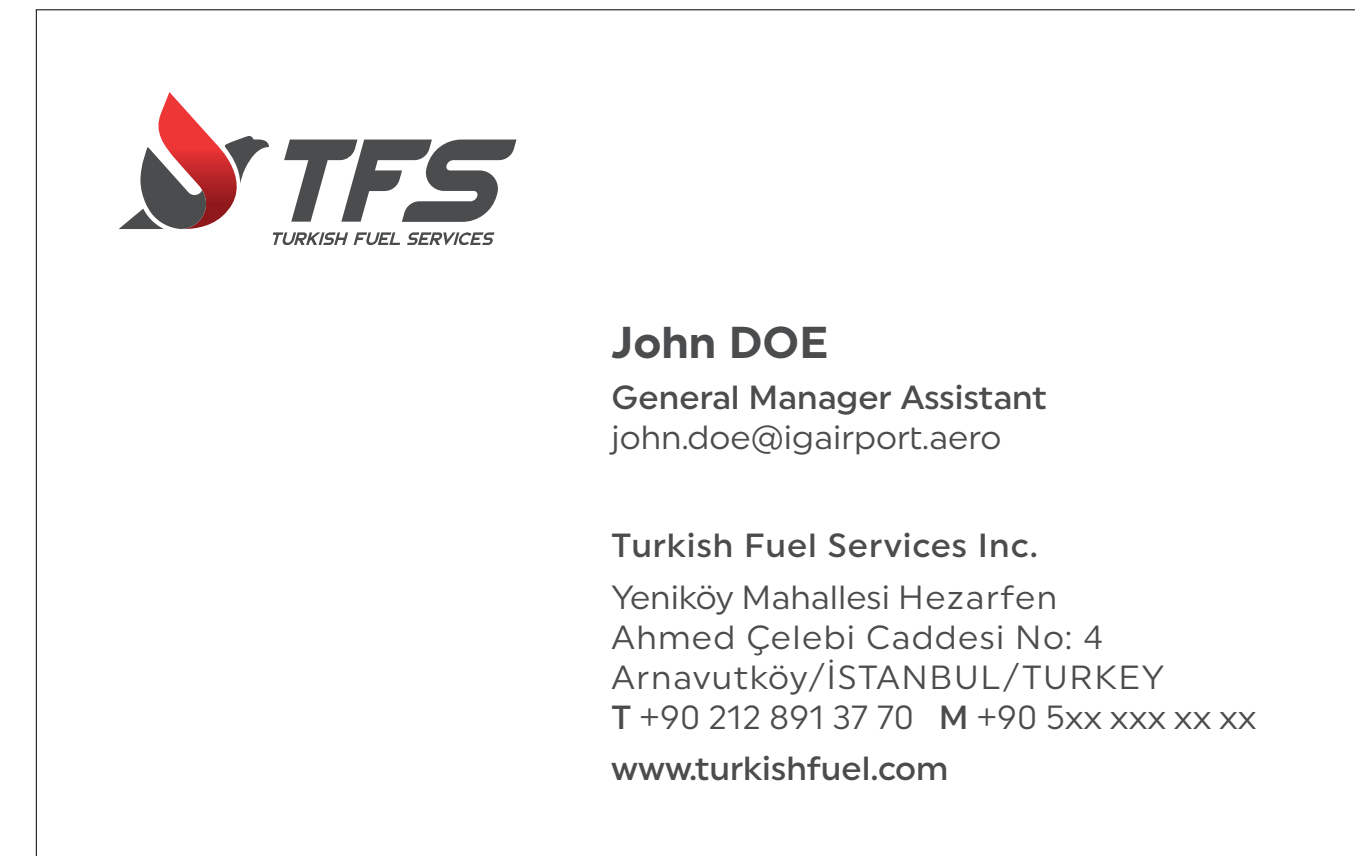 TFS
TURKISH FUEL SERVICES
John DOE
General Manager Assistant
john.doe@igairport.aero
Turkish Fuel Services Inc.
Yeniköy Mahallesi Hezarfen
Ahmed Çelebi Caddesi No: 4
Arnavutköy/İSTANBUL/TURKEY
T +90 212 891 37 70 M +90 5xx xxx xx xx
www.turkishfuel.com